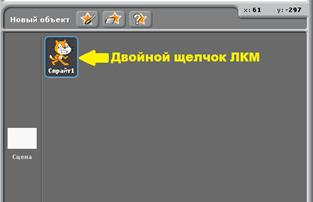 x: 61 y: -297
Новый объект
Двойной щелчок ЛКМ
Спрайт1
Сцена